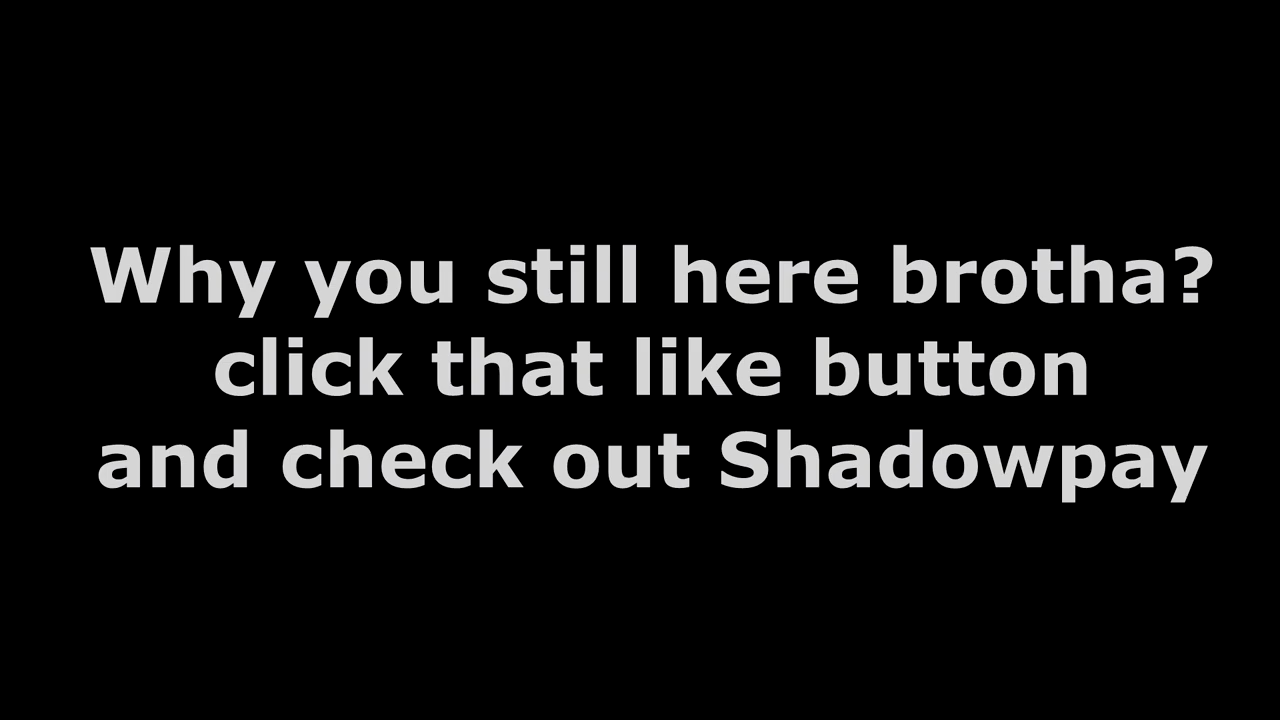 Why you still here brotha?
click that like button
and check out Shadowpay